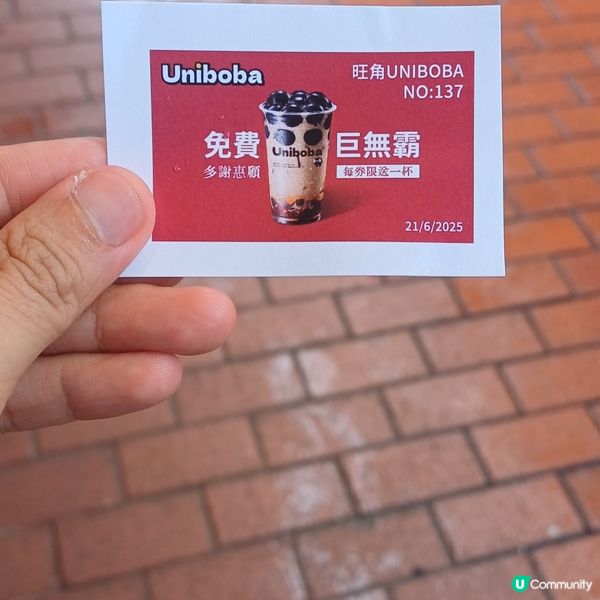 Uniboba
旺角UNIBOBA
NO:137
免費
巨無霸
Uniboba
多謝惠顧
每券限送一杯
21/6/2025
U Community